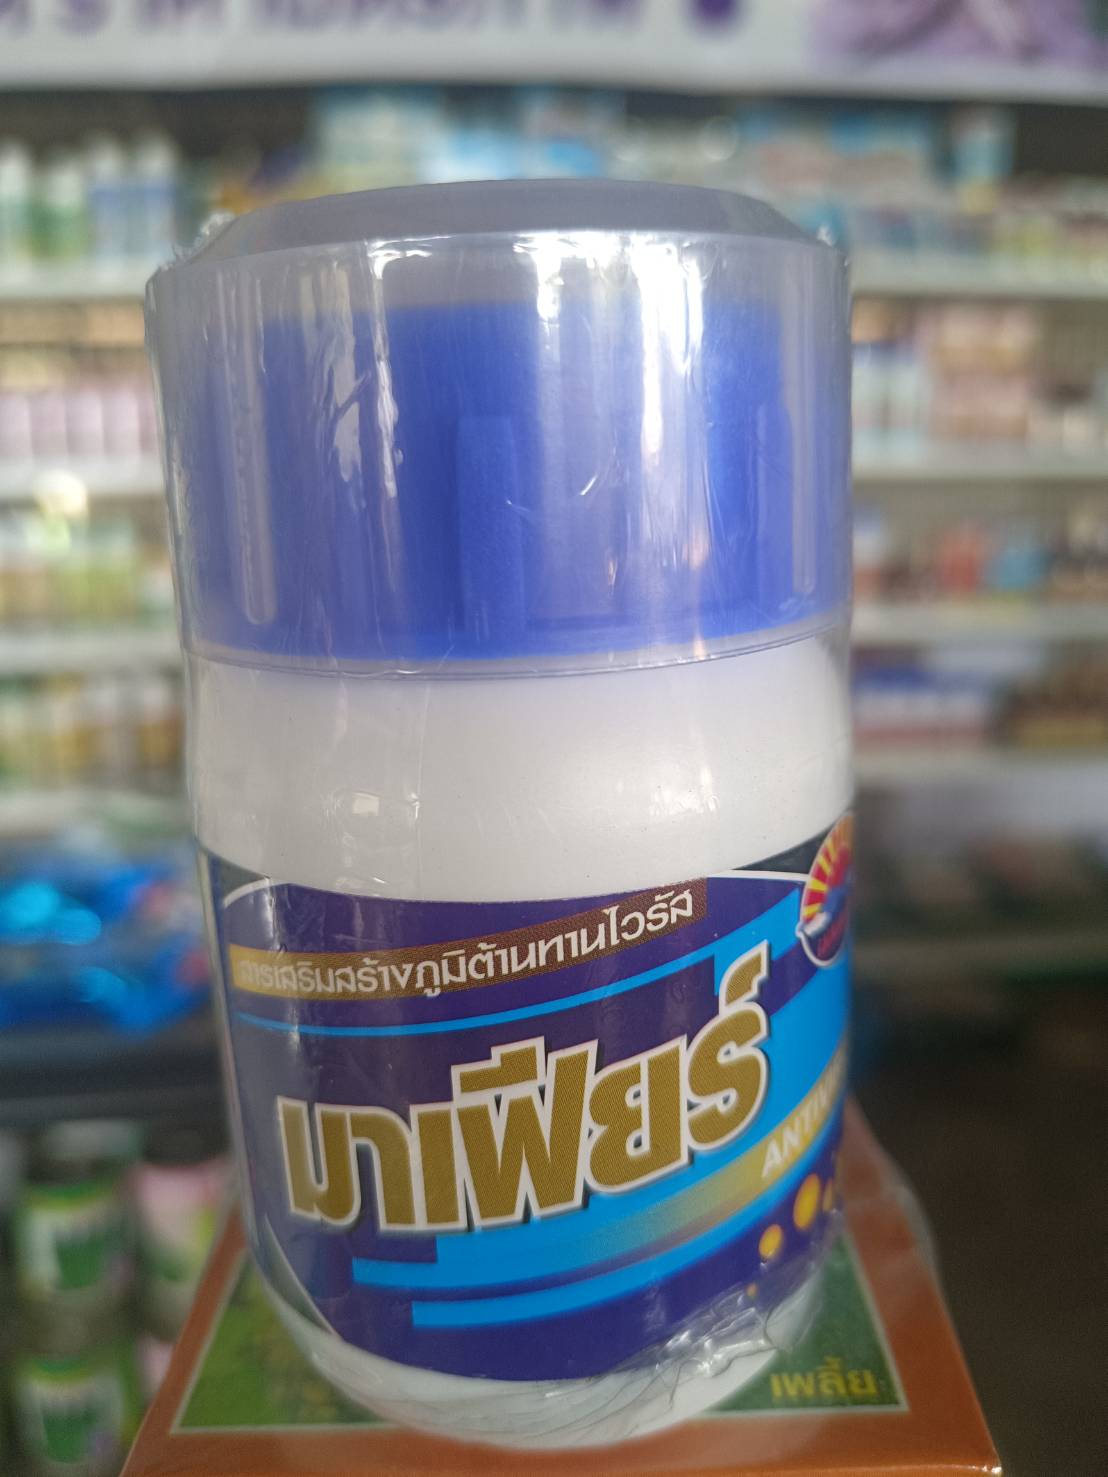 สารเสริมสร้างภูมิต้านทานไวรัส
มาเฟียร์
เพลี้ย